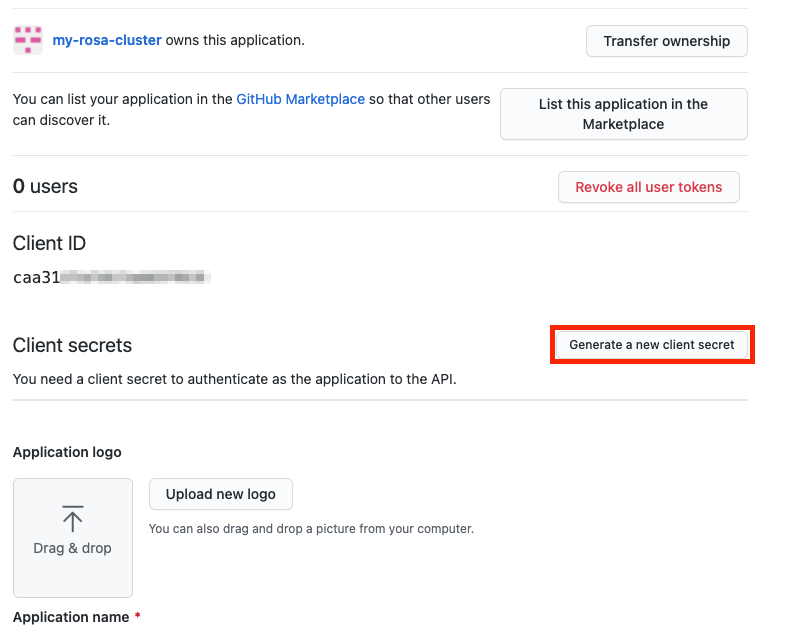 my-rosa-cluster owns this application.
Transfer ownership
You can list your application in the GitHub Marketplace so that other users
can discover it.
List this application in the
Marketplace
0 users
Revoke all user tokens
Client ID
caa31
Client secrets
Generate a new client secret
You need a client secret to authenticate as the application to the API.
Application logo
Drag & drop
Upload new logo
You can also drag and drop a picture from your computer.
Application name *